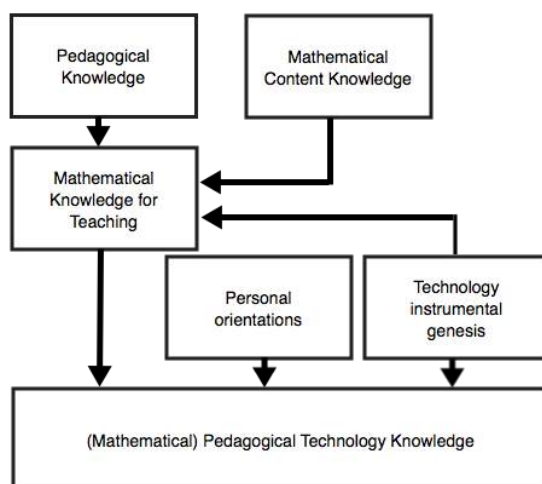 Pedagogical
Knowledge
Mathematical
Content Knowledge
Mathematical
Knowledge for
Teaching
Personal
orientations
Technology
instrumental
genesis
(Mathematical) Pedagogical Technology Knowledge